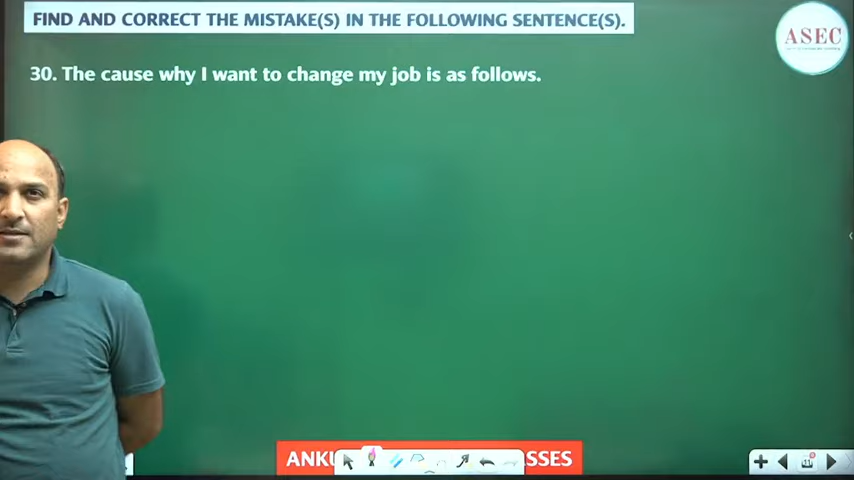 FIND AND CORRECT THE MISTAKE(S) IN THE FOLLOWING SENTENCE(S).
ASEC
30. The cause why I want to change my job is as follows.